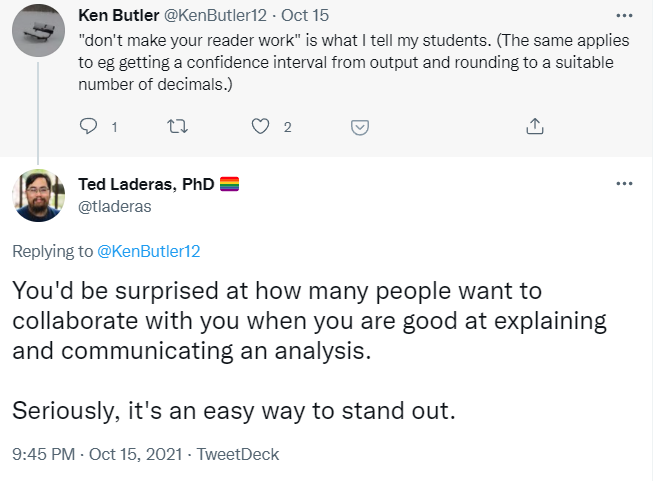 Ken Butler @KenButler12 · Oct 15
"don't make your reader work" is what I tell my students. (The same applies
to eg getting a confidence interval from output and rounding to a suitable
number of decimals.)
1 2
Ted Laderas, PhD 🏳️‍🌈
@tladeras
Replying to @KenButler12
You'd be surprised at how many people want to
collaborate with you when you are good at explaining
and communicating an analysis.
Seriously, it's an easy way to stand out.
9:45 PM · Oct 15, 2021 · TweetDeck